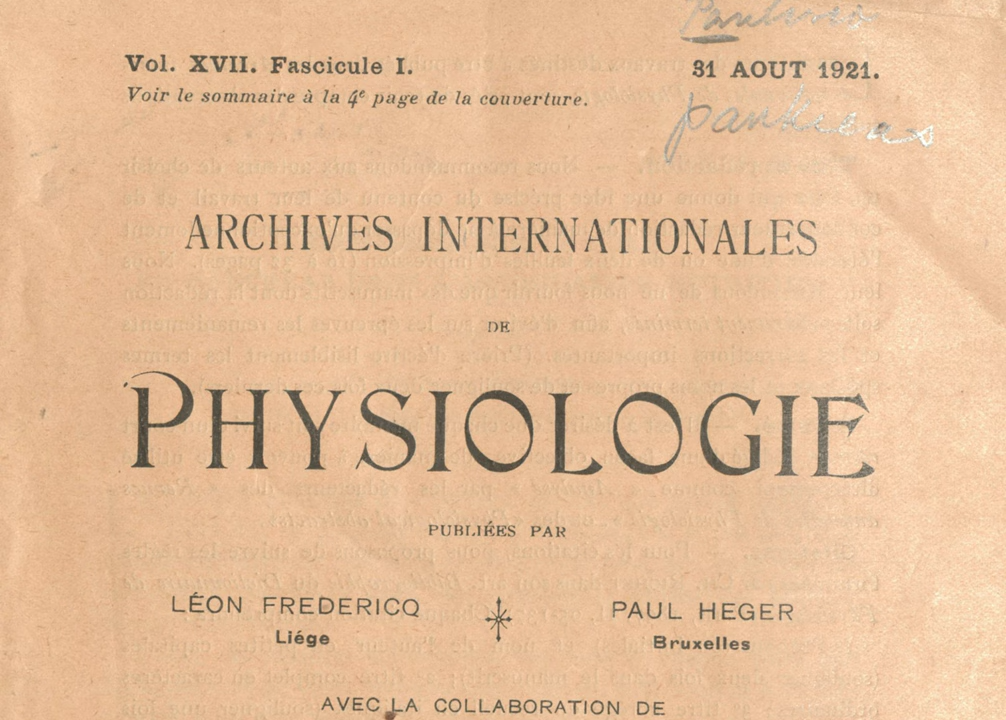 Vol. XVII. Fascicule I.
31 AOUT 1921.
Voir le sommaire à la 4e page de la couverture.
ARCHIVES INTERNATIONALES
DE
PHYSIOLOGIE
PUBLIÉES PAR
LÉON FREDERICQ
Liége
PAUL HEGER
Bruxelles
AVEC LA COLLABORATION DE